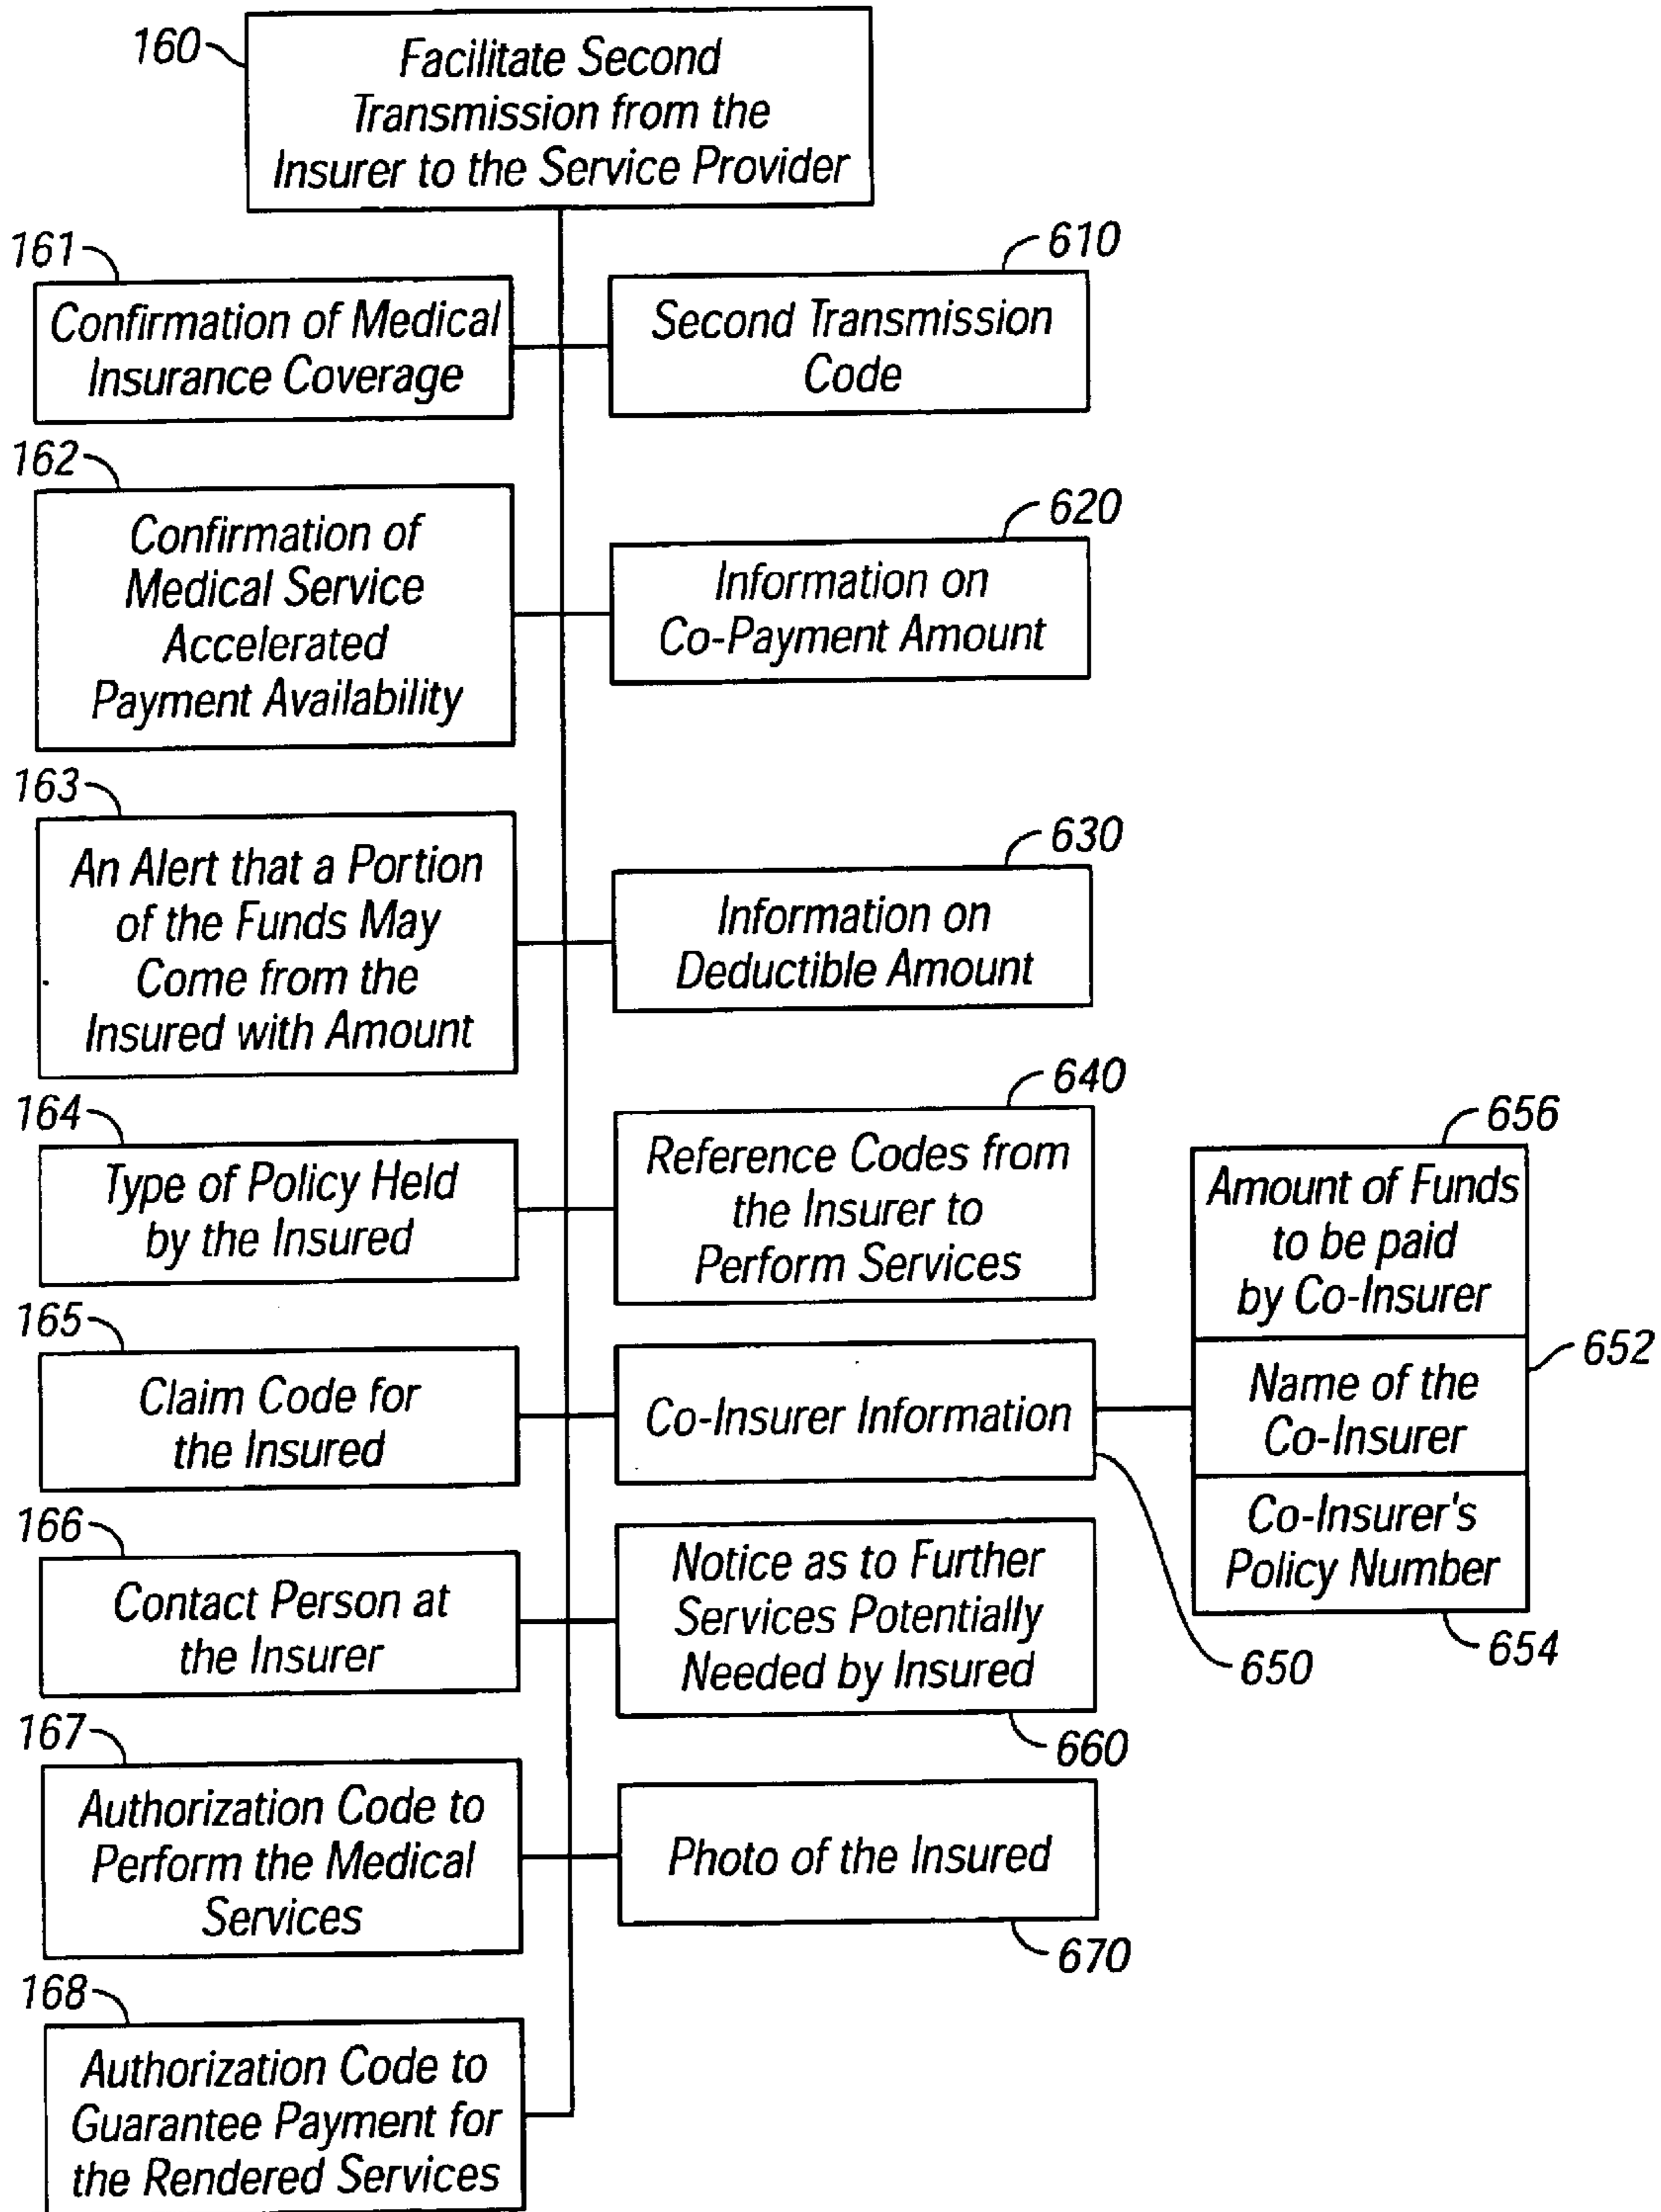 160
Facilitate Second
Transmission from the
Insurer to the Service Provider
161
Confirmation of Medical
Insurance Coverage
610
Second Transmission
Code
162
Confirmation of
Medical Service
Accelerated
Payment Availability
620
Information on
Co-Payment Amount
163
An Alert that a Portion
of the Funds May
Come from the
Insured with Amount
630
Information on
Deductible Amount
164
Type of Policy Held
by the Insured
640
Reference Codes from
the Insurer to
Perform Services
656
Amount of Funds
to be paid
by Co-Insurer
652
Name of the
Co-Insurer
Co-Insurer's
Policy Number
654
165
Claim Code for
the Insured
Co-Insurer Information
650
166
Contact Person at
the Insurer
Notice as to Further
Services Potentially
Needed by Insured
660
167
Authorization Code to
Perform the Medical
Services
Photo of the Insured
670
168
Authorization Code to
Guarantee Payment for
the Rendered Services